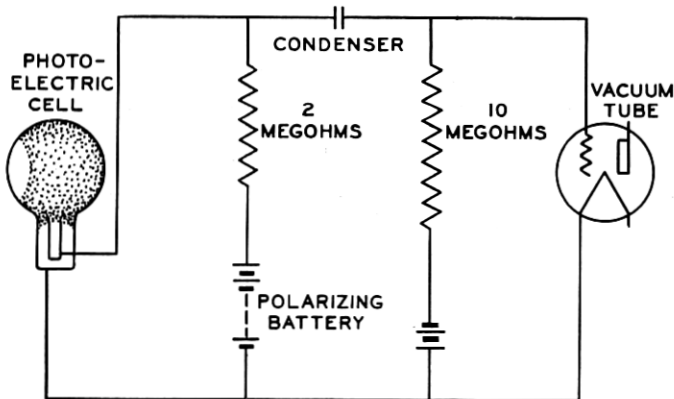 CONDENSER
PHOTO-
ELECTRIC
CELL
2
MEGOHMS
10
MEGOHMS
VACUUM
TUBE
POLARIZING
BATTERY